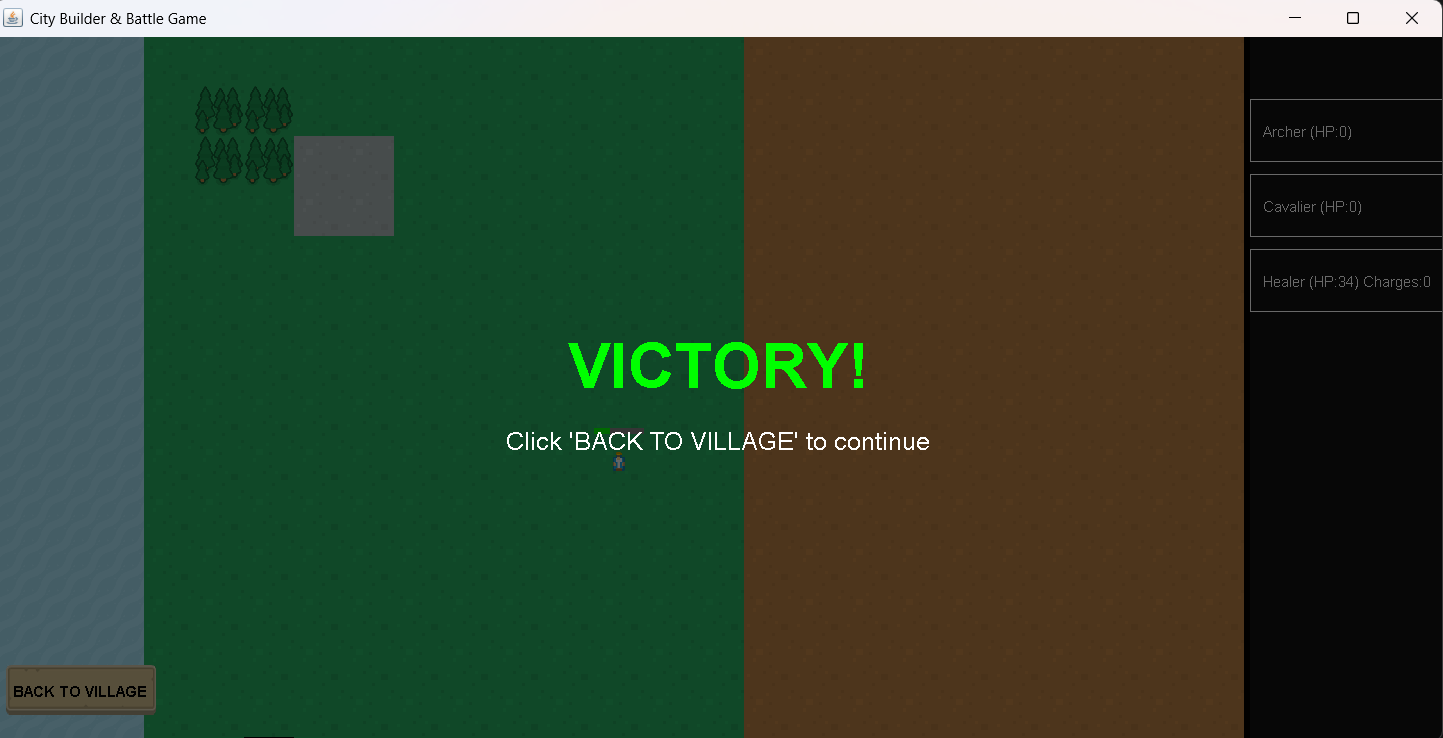 City Builder & Battle Game
Archer (HP:0)
Cavalier (HP:0)
Healer (HP:34) Charges:0
VICTORY!
Click 'BACK TO VILLAGE' to continue
BACK TO VILLAGE